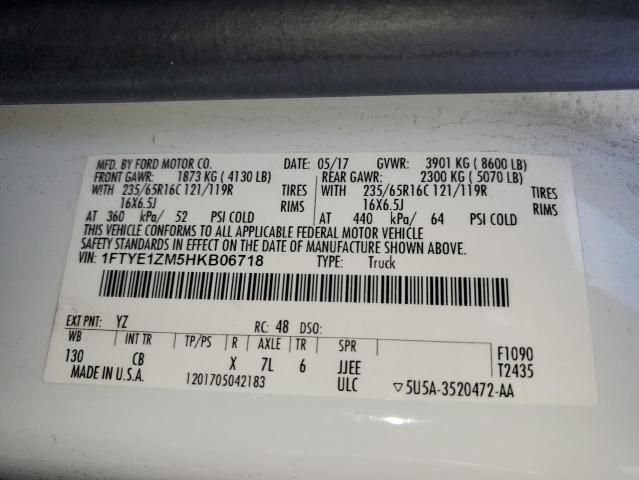 MFD. BY FORD MOTOR CO. DATE: 05/17 GVWR: 3901 KG ( 8600 LB)
FRONT GAWR: 1873 KG ( 4130 LB) REAR GAWR: 2300 KG ( 5070 LB)
WITH 235/65R16C 121/119R TIRES WITH 235/65R16C 121/119R TIRES
16X6.5J RIMS 16X6.5J RIMS
AT 360 kPa/ 52 PSI COLD AT 440 kPa/ 64 PSI COLD
THIS VEHICLE CONFORMS TO ALL APPLICABLE FEDERAL MOTOR VEHICLE
SAFETY STANDARDS IN EFFECT ON THE DATE OF MANUFACTURE SHOWN ABOVE.
VIN: 1FTYE1ZM5HKB06718 TYPE: Truck
EXT PNT: YZ RC: 48 DSO:
WB INT TR TP/PS R AXLE TR SPR F1090
130 CB X 7L 6 JJEE T2435
MADE IN U.S.A. 1201705042183 ULC ▽5U5A-3520472-AA